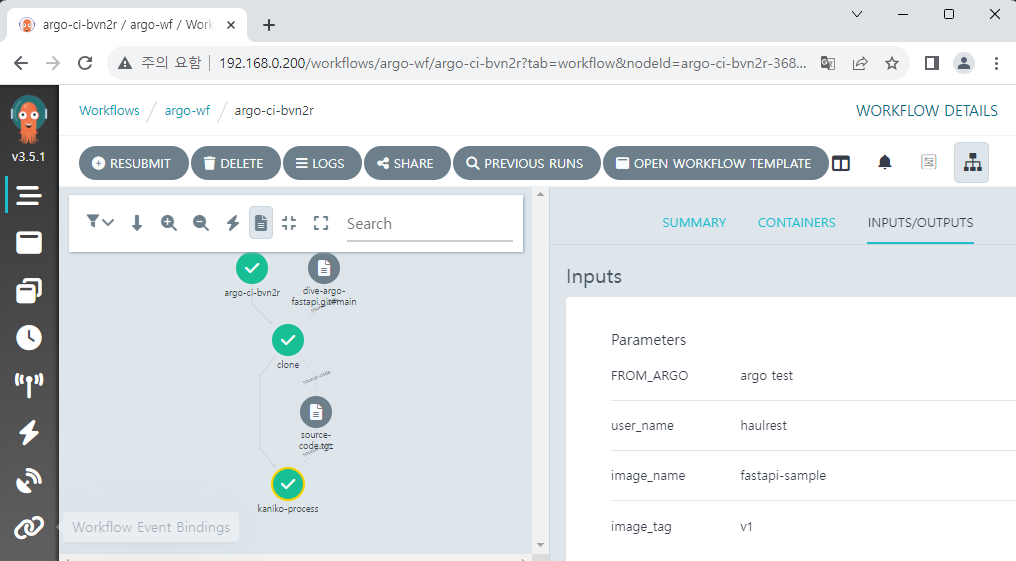 argo-ci-bvn2r / argo-wf / Work
주의 요함
192.168.0.200/workflows/argo-wf/argo-ci-bvn2r?tab=workflow&nodeId=argo-ci-bvn2r-368...
v3.5.1
Workflows / argo-wf / argo-ci-bvn2r
WORKFLOW DETAILS
RESUBMIT
DELETE
LOGS
SHARE
PREVIOUS RUNS
OPEN WORKFLOW TEMPLATE
Search
argo-ci-bvn2r
dive-argo-
fastapi.git#main
clone
source-code
source-
code.tgz
kaniko-process
Workflow Event Bindings
SUMMARY
CONTAINERS
INPUTS/OUTPUTS
Inputs
Parameters
FROM_ARGO argo test
user_name haulrest
image_name fastapi-sample
image_tag v1